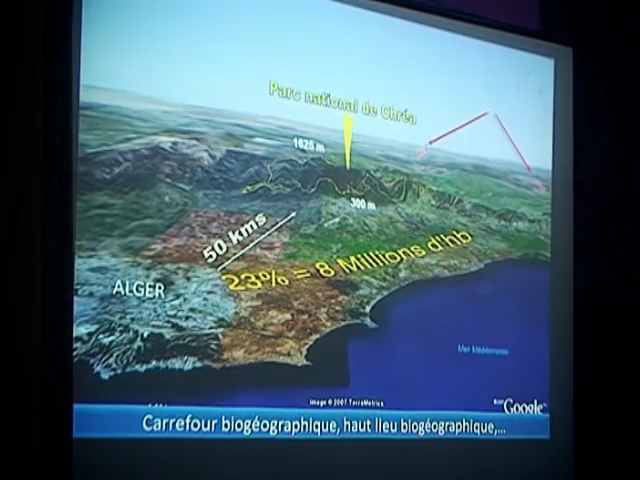 Parc national de Chréa
1625 m
300 m
50 kms
23% = 8 Millions d'hb
ALGER
Mer Méditerranée
Image © 2007 TerraMetrics
Google
Carrefour biogéographique, haut lieu biogéographique,...